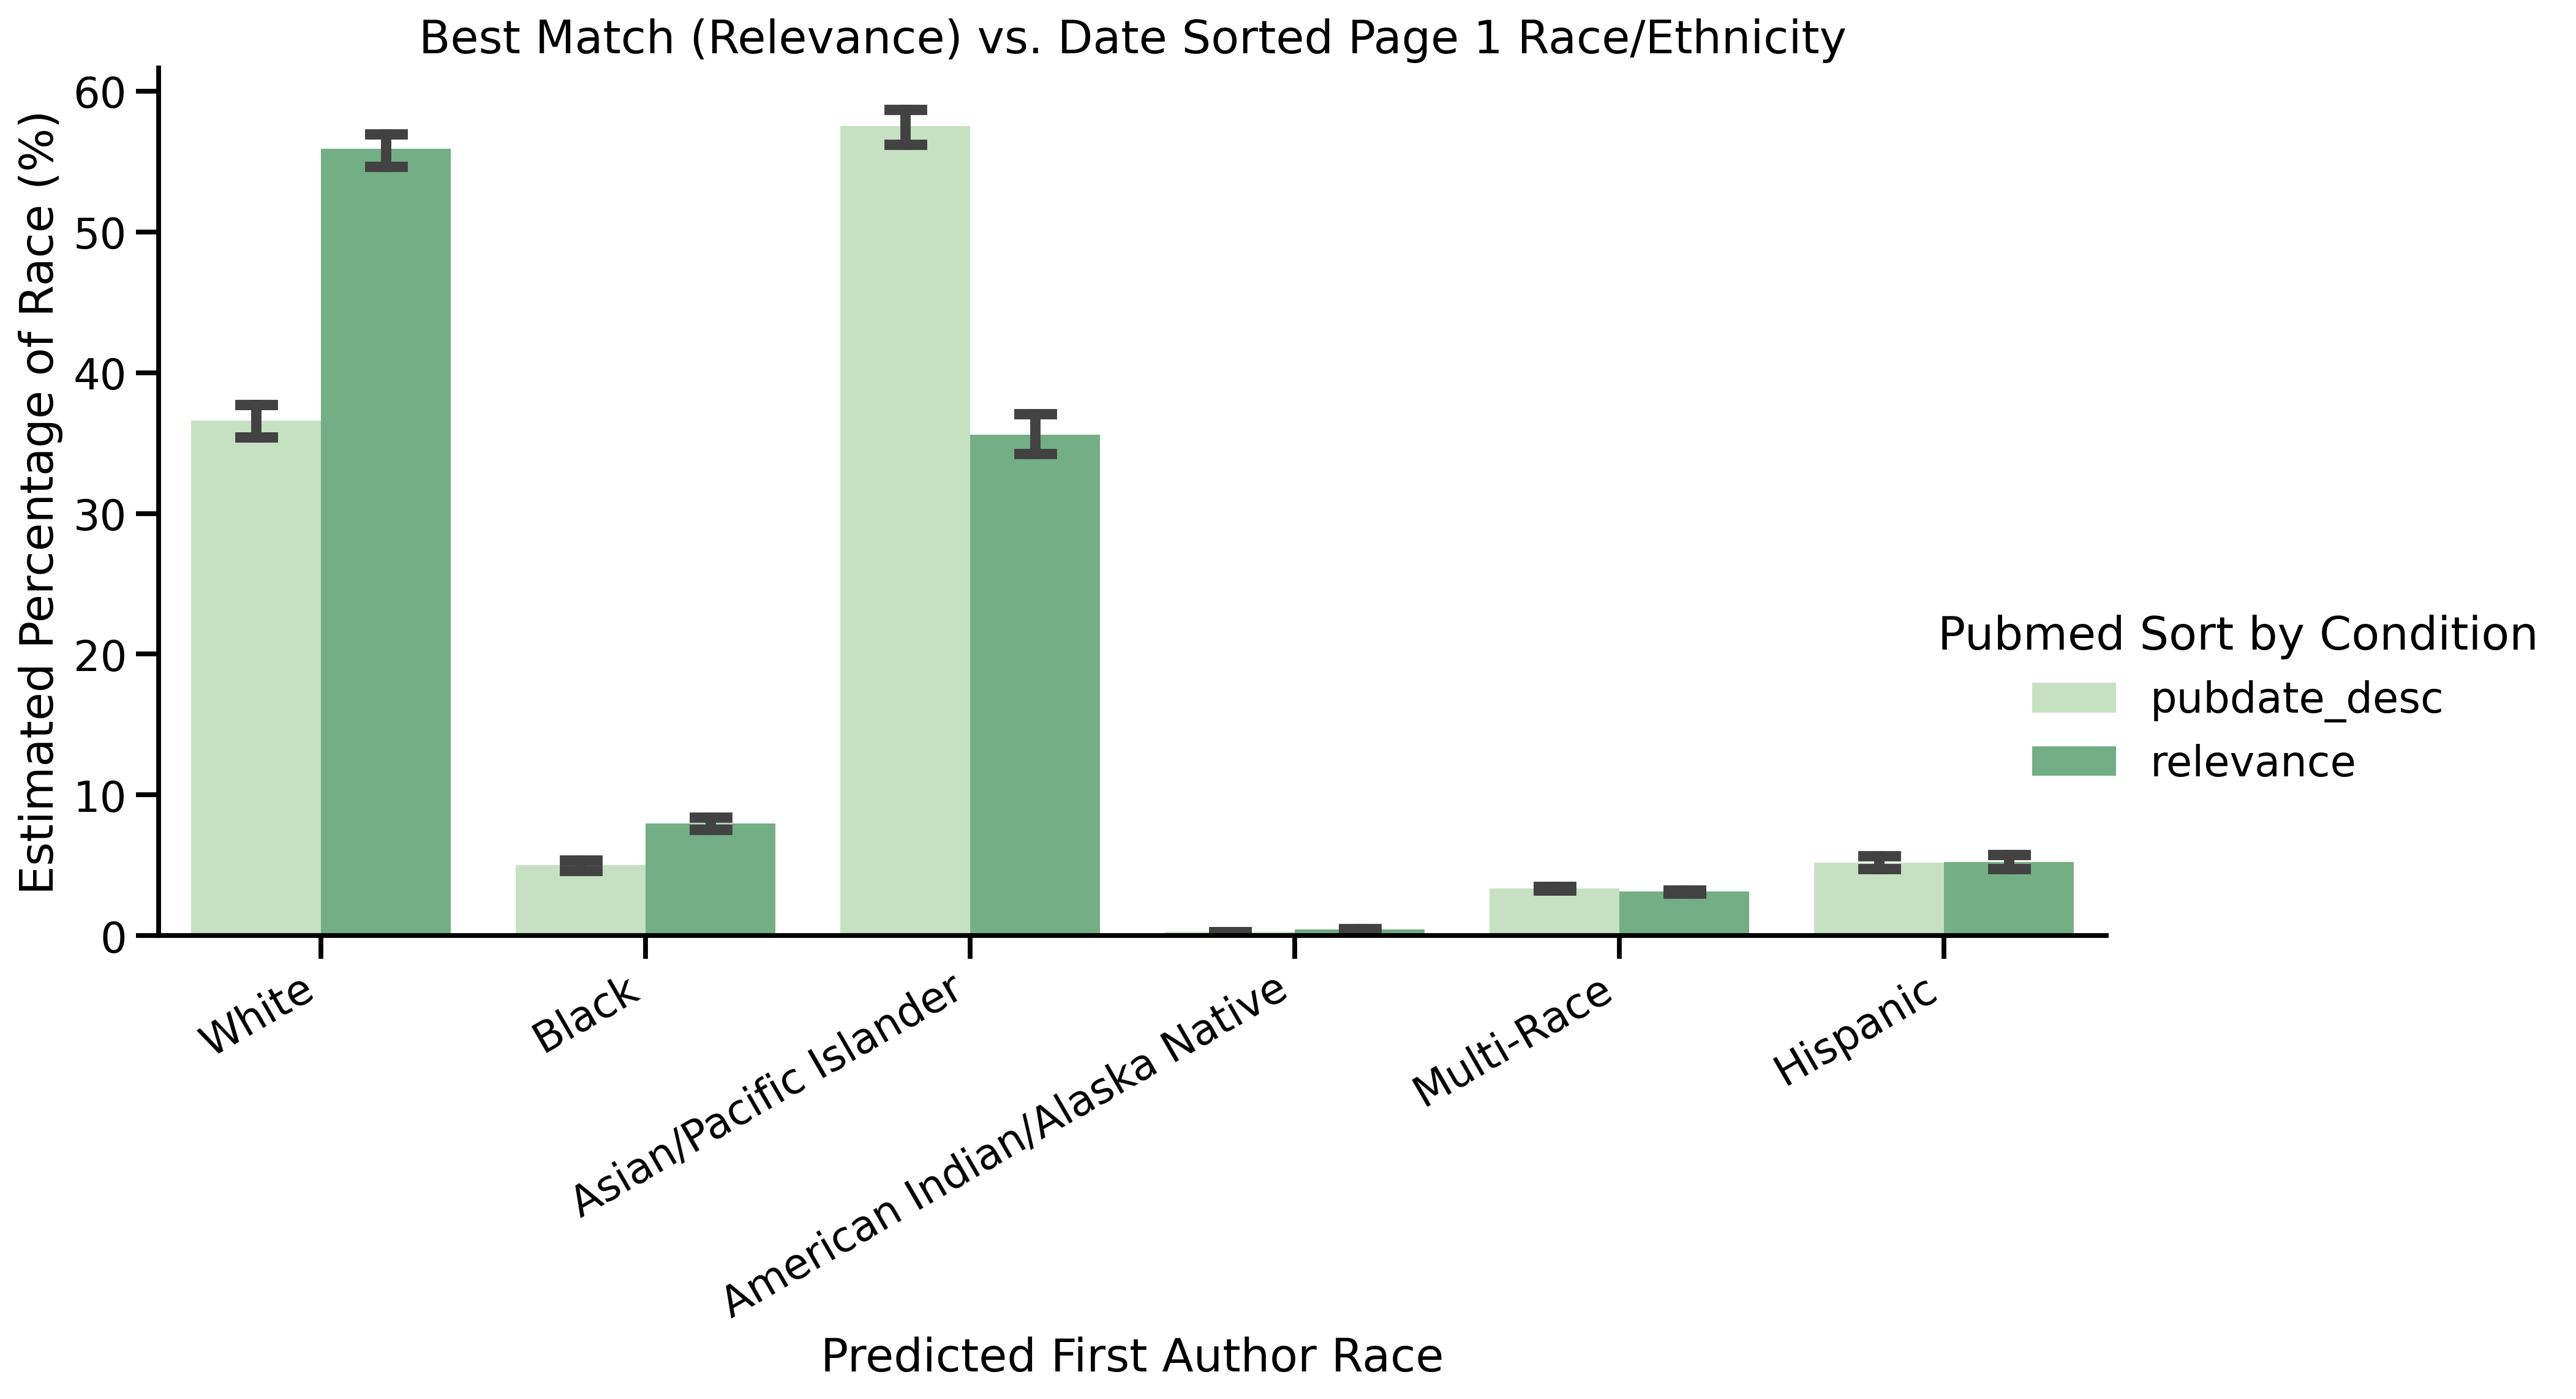 Best Match (Relevance) vs. Date Sorted Page 1 Race/Ethnicity
Estimated Percentage of Race (%)
60
50
40
30
20
10
0
Pubmed Sort by Condition
pubdate_desc
relevance
White
Black
Asian/Pacific Islander
American Indian/Alaska Native
Multi-Race
Hispanic
Predicted First Author Race